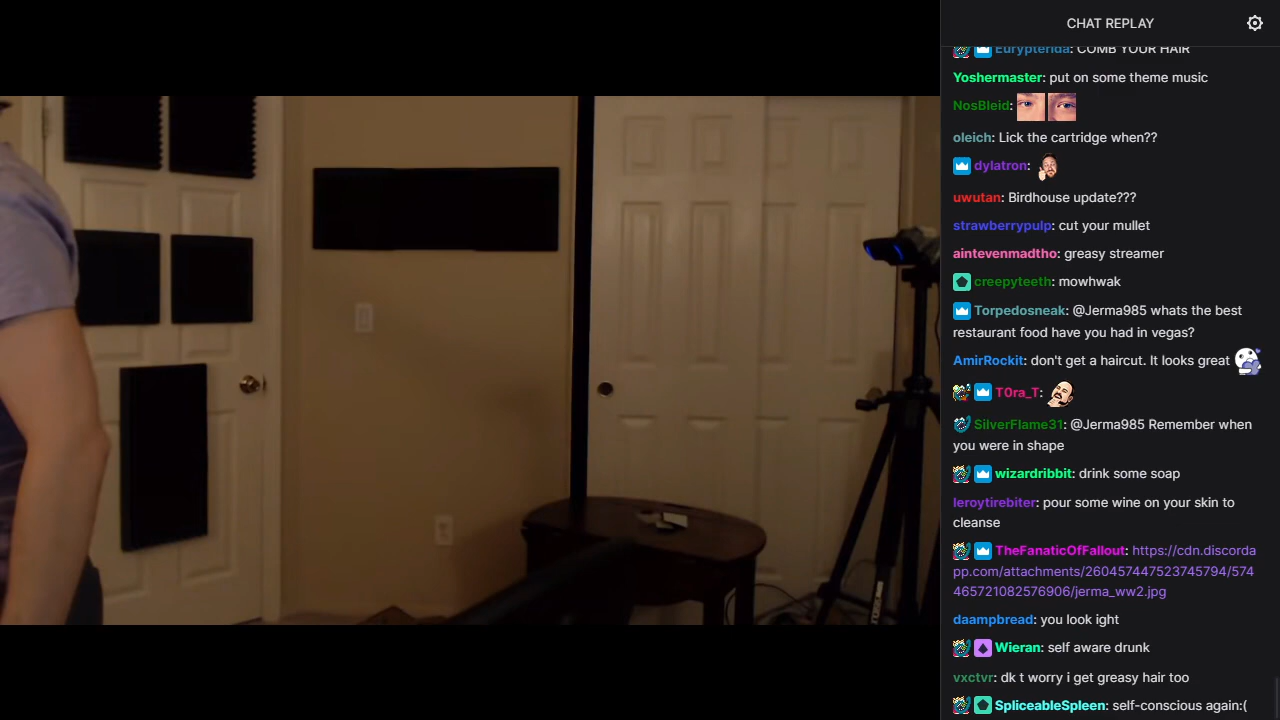 CHAT REPLAY
Eurypterida: COMB YOUR HAIR
Yoshermaster: put on some theme music
NosBleid:
oleich: Lick the cartridge when??
dylatron:
uwutan: Birdhouse update???
strawberrypulp: cut your mullet
aintevenmadtho: greasy streamer
creepyteeth: mowhwak
Torpedosneak: @Jerma985 whats the best
restaurant food have you had in vegas?
AmirRockit: don't get a haircut. It looks great
T0ra_T:
SilverFlame31: @Jerma985 Remember when
you were in shape
wizardribbit: drink some soap
leroytirebiter: pour some wine on your skin to
cleanse
TheFanaticOfFallout: https://cdn.discorda
pp.com/attachments/260457447523745794/574
465721082576906/jerma_ww2.jpg
daampbread: you look ight
Wieran: self aware drunk
vxctvr: dk t worry i get greasy hair too
SpliceableSpleen: self-conscious again:(